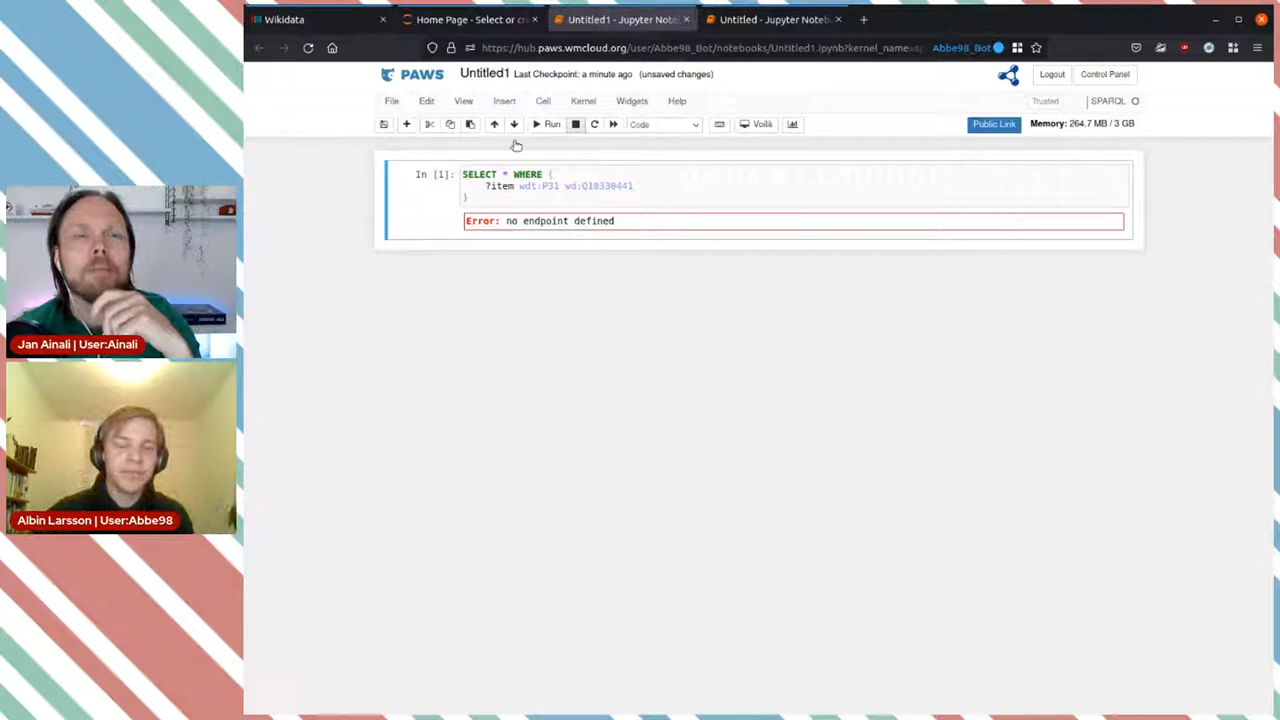 Wikidata
Home Page - Select or cr
Untitled1 - Jupyter Note
Untitled - Jupyter Noteb
https://hub.paws.wmcloud.org/user/Abbe98_Bot/notebooks/Untitled1.ipynb?kernel_name=s
Abbe98_Bot
PAWS
Untitled1 Last Checkpoint: a minute ago (unsaved changes)
Logout
Control Panel
File Edit View Insert Cell Kernel Widgets Help
Trusted
SPARQL
Run
Code
Voilà
Public Link
Memory: 264.7 MB / 3 GB
In [1]:
SELECT * WHERE {
?item wdt:P31 wd:Q10330441
}
Error: no endpoint defined
Jan Ainali | User:Ainali
Albin Larsson | User:Abbe98